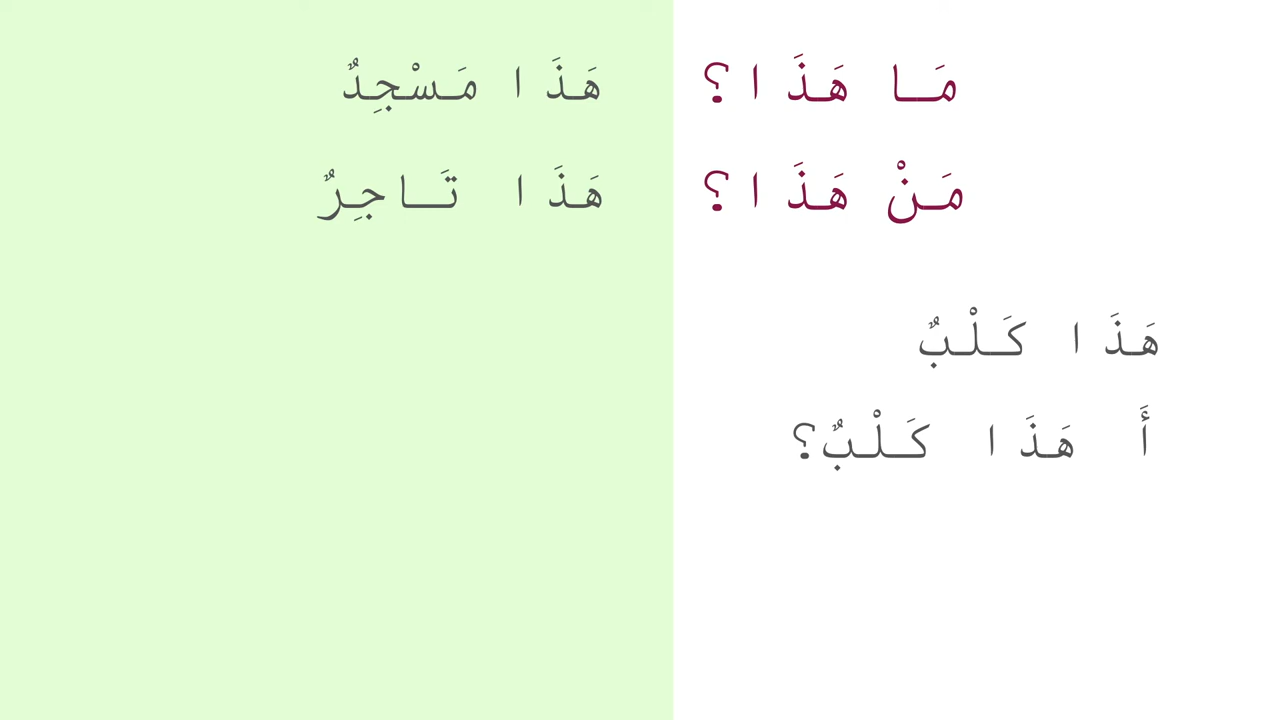 مَا هَذَا؟ هَذَا مَسْجِدٌ
مَنْ هَذَا؟ هَذَا تَاجِرٌ
هَذَا كَلْبٌ
أَ هَذَا كَلْبٌ؟